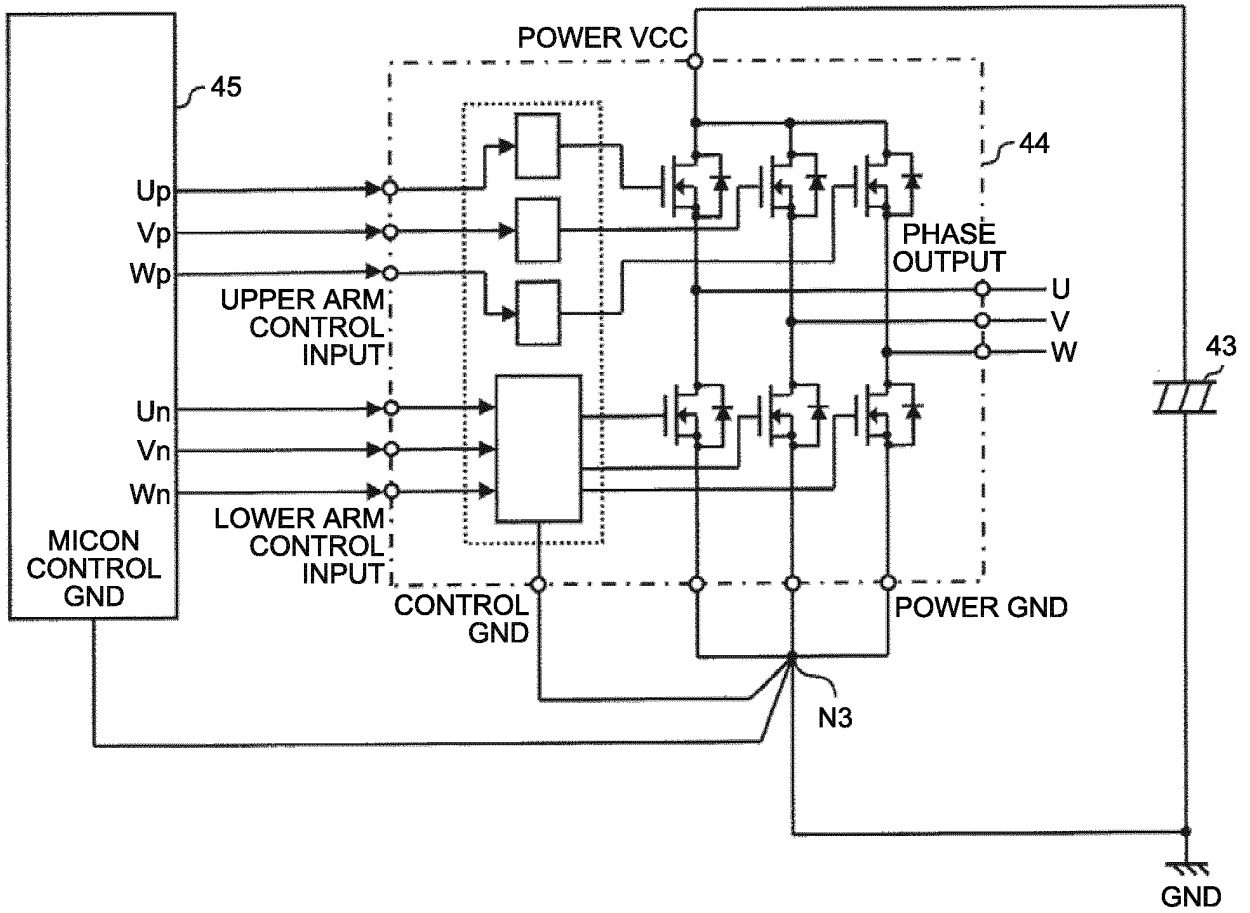 POWER VCC
45
44
Up
Vp
Wp
UPPER ARM
CONTROL
INPUT
PHASE
OUTPUT
U
V
W
43
Un
Vn
Wn
LOWER ARM
CONTROL
INPUT
MICON
CONTROL
GND
CONTROL
GND
POWER GND
N3
GND